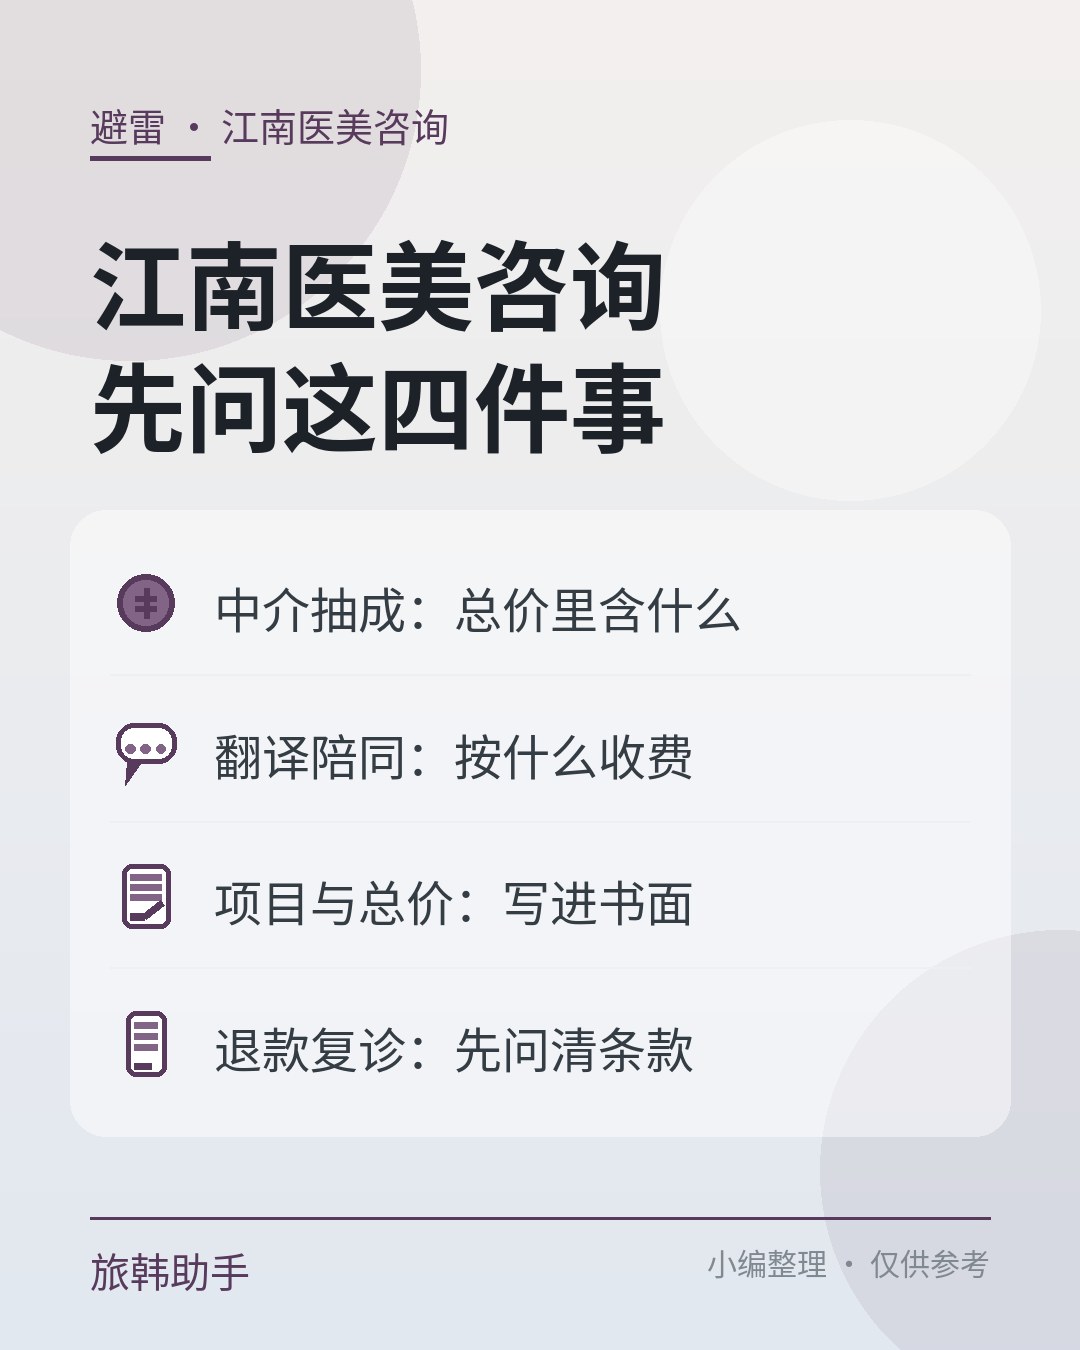 避雷 · 江南医美咨询
江南医美咨询
先问这四件事
中介抽成：总价里含什么
翻译陪同：按什么收费
项目与总价：写进书面
退款复诊：先问清条款
旅韩助手
小编整理 · 仅供参考